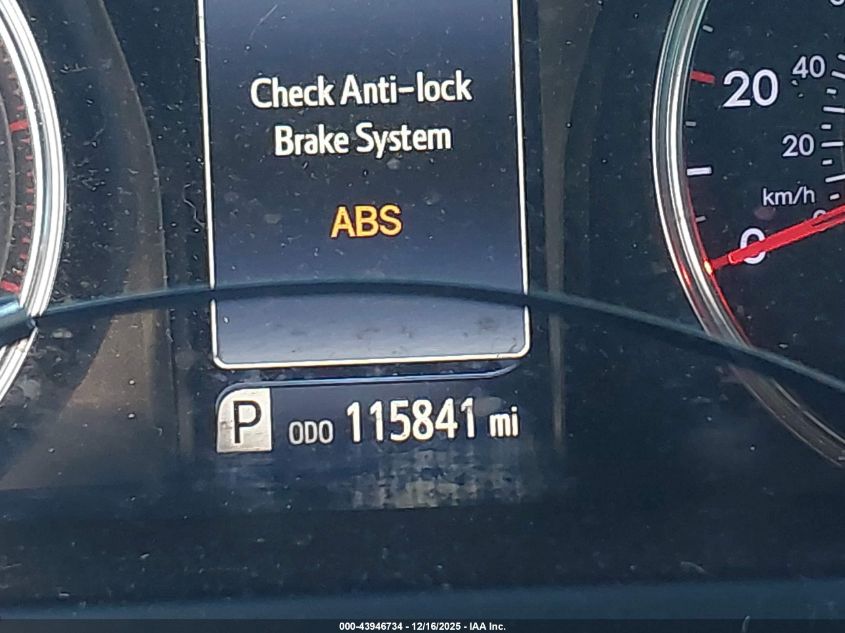 Check Anti-lock
Brake System
ABS
20
40
20
km/h
0
0
P ODO 115841 mi
000-43946734 - 12/16/2025 - IAA Inc.